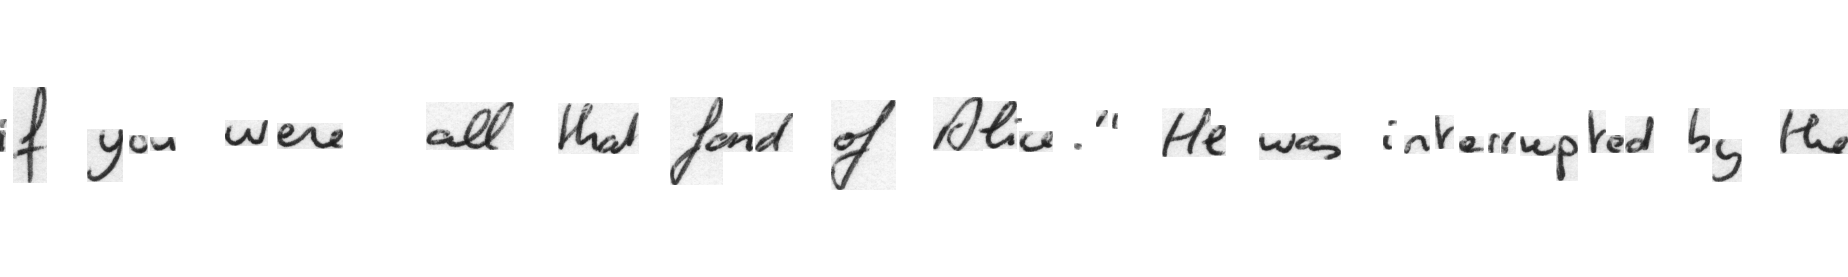 if you were all that fond of Alice." He was interrupted by the